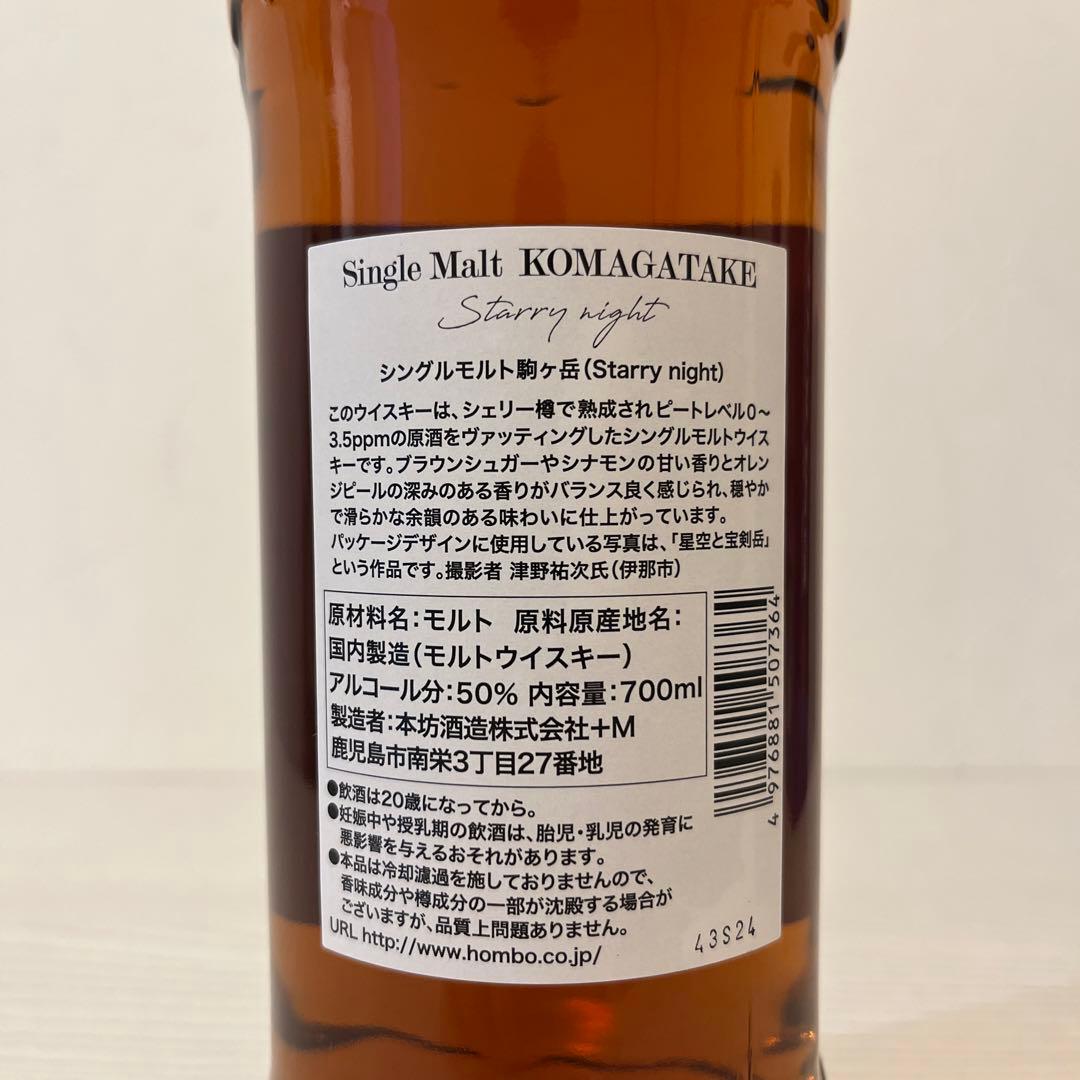 Single Malt KOMAGATAKE
Starry night
シングルモルト駒ヶ岳(Starry night)
このウイスキーは、シェリー樽で熟成されピートレベル0〜
3.5ppmの原酒をヴァッティングしたシングルモルトウイス
キーです。ブラウンシュガーやシナモンの甘い香りとオレン
ジピールの深みのある香りがバランス良く感じられ、穏やか
で滑らかな余韻のある味わいに仕上がっています。
パッケージデザインに使用している写真は、「星空と宝剣岳」
という作品です。撮影者 津野祐次氏(伊那市)
原材料名:モルト 原料原産地名:
国内製造(モルトウイスキー)
アルコール分:50% 内容量:700ml
製造者:本坊酒造株式会社+M
鹿児島市南栄3丁目27番地
4976881507364
●飲酒は20歳になってから。
●妊娠中や授乳期の飲酒は、胎児・乳児の発育に
悪影響を与えるおそれがあります。
●本品は冷却濾過を施しておりませんので、
香味成分や樽成分の一部が沈殿する場合が
ございますが、品質上問題ありません。
URL http://www.hombo.co.jp/
43S24